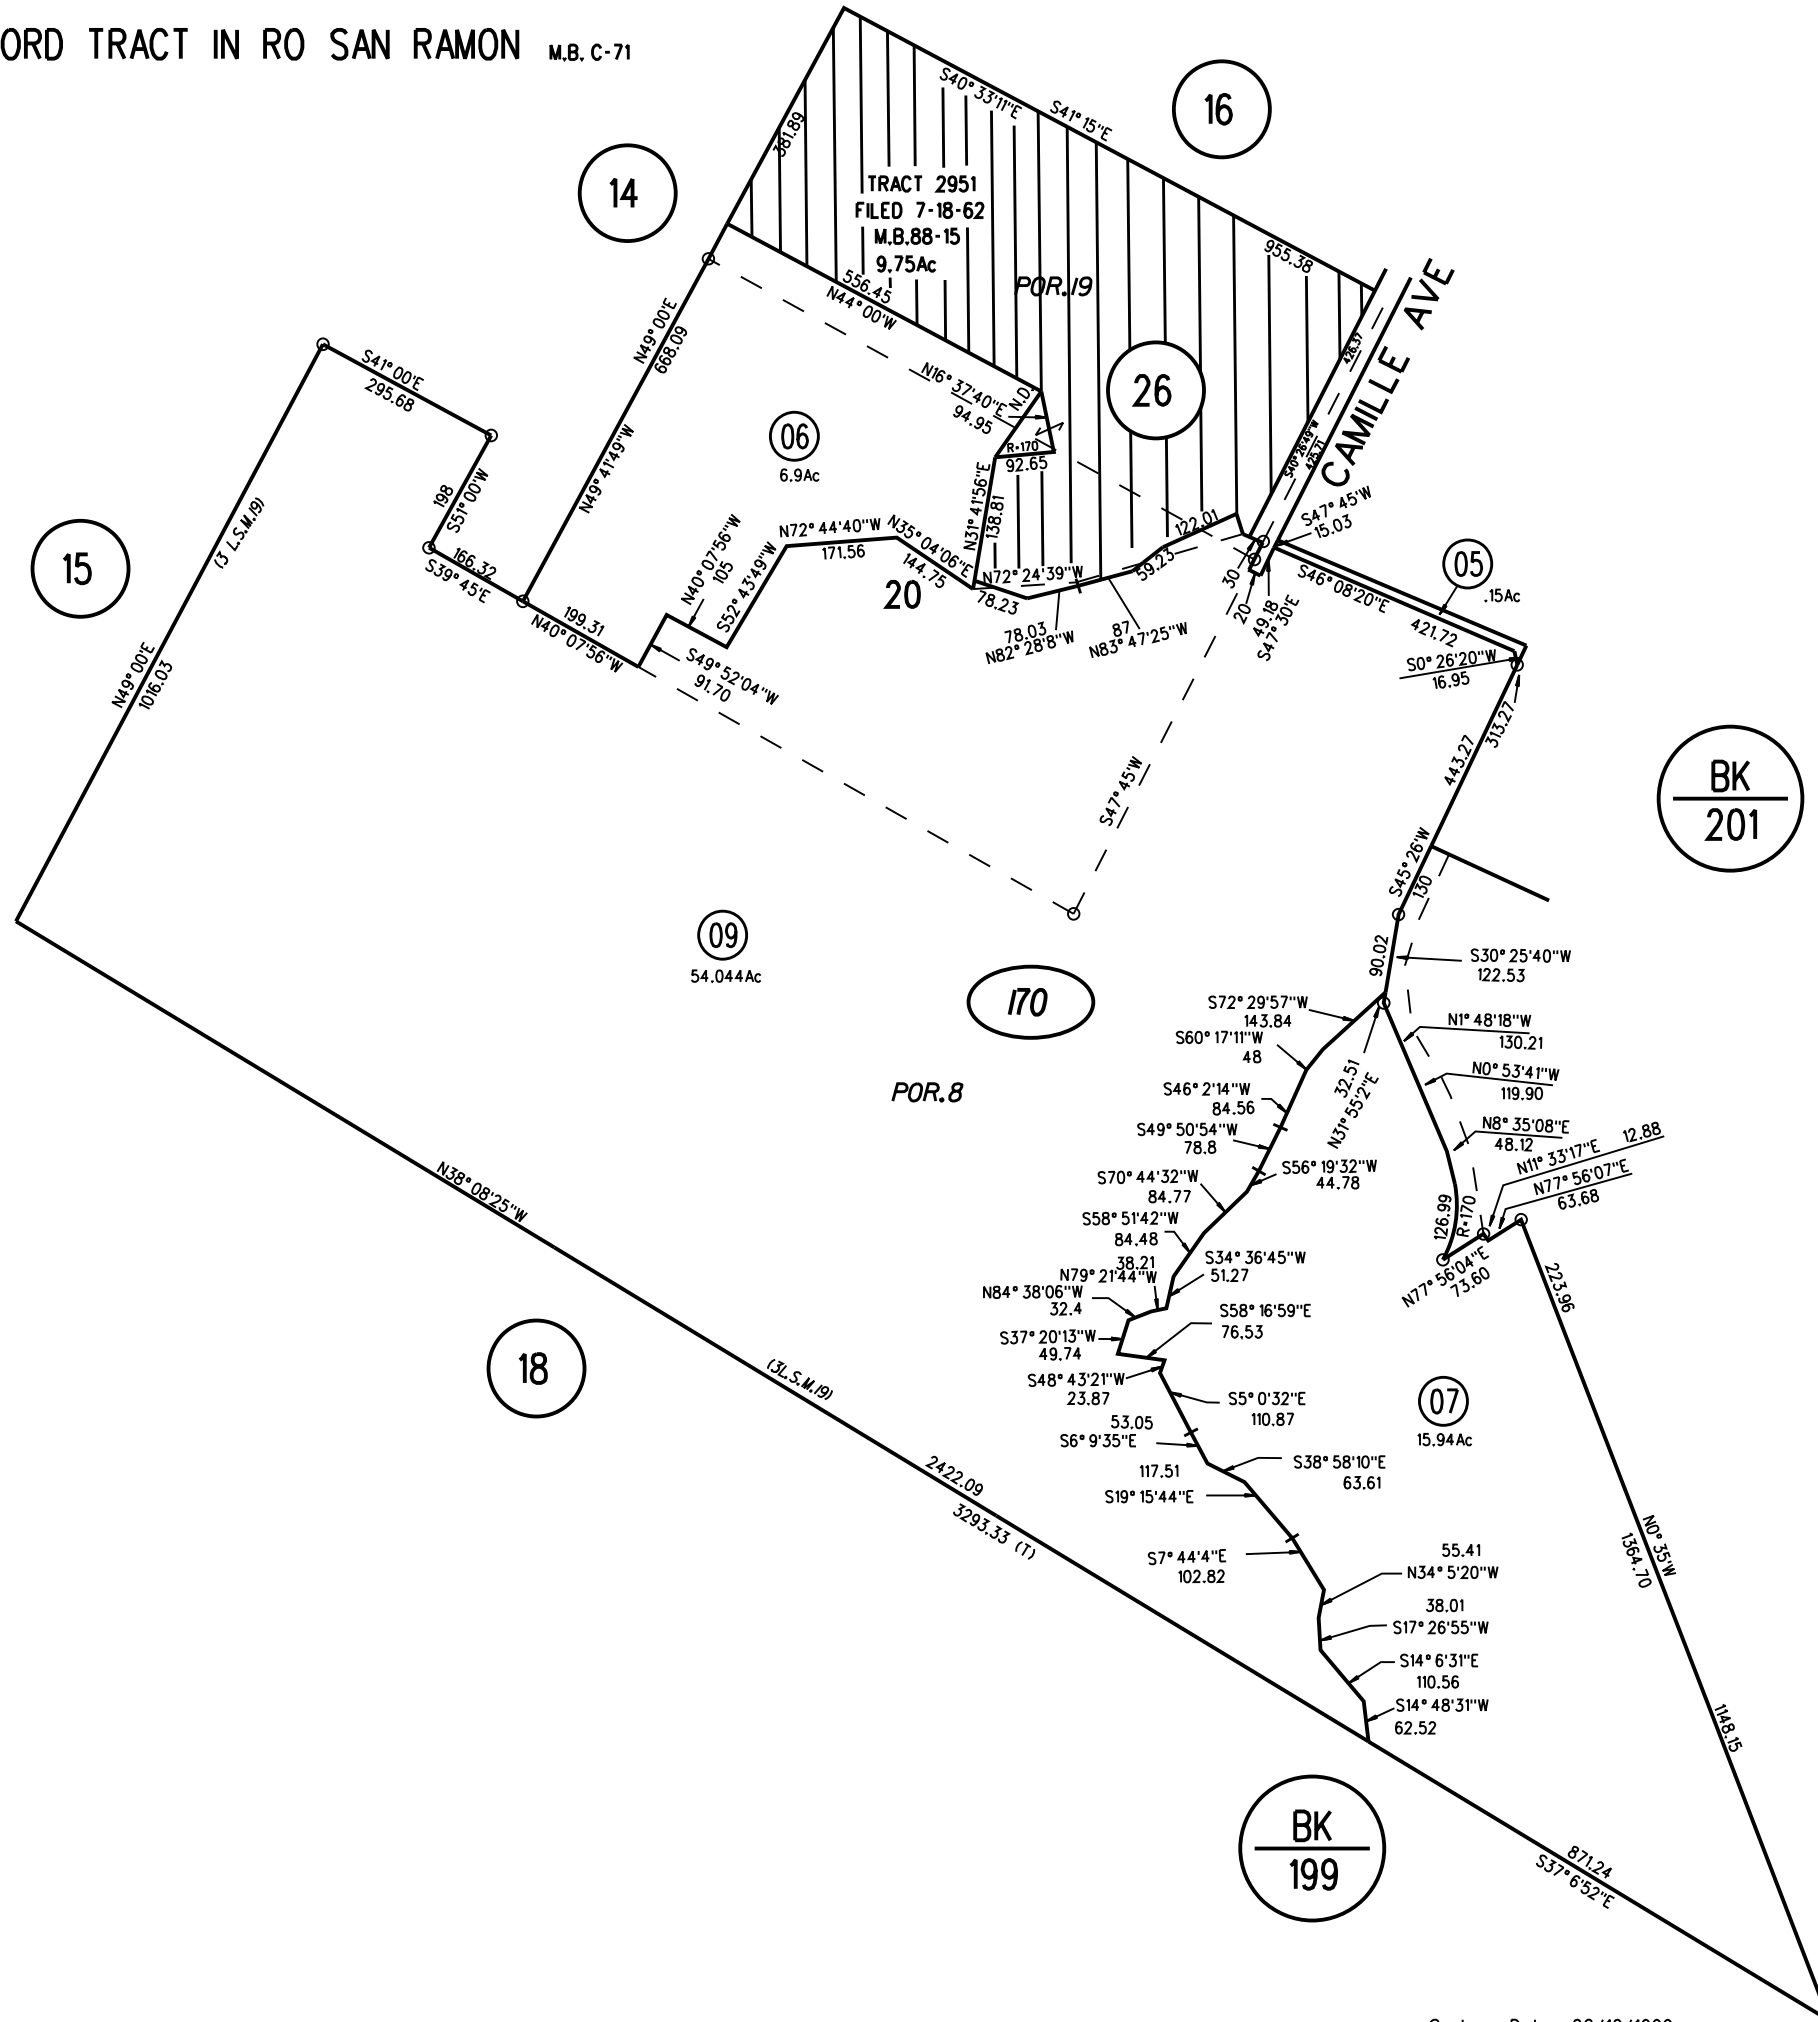 ORD TRACT IN RO SAN RAMON M.B. C-71
16
14
S40°33'11"E
S41°15'E
381.89
TRACT 2951
FILED 7-18-62
M.B.88-15
9.75Ac
955.38
POR.19
556.45
N44°00'W
CAMILLE AVE
426.37
S40°26'49"W
425.71
N49°00'E
668.09
S41°00'E
295.68
N16°37'40"E
94.95
N.D.
26
R=170
92.65
06
6.9Ac
N49°41'49"W
198
S51°00'W
(3 L.S.M.19)
15
N31°41'56"E
138.81
122.01
S47°45'W
15.03
N72°44'40"W
171.56
N35°04'06"E
144.75
N40°07'56"W
105
S52°43'49"W
166.32
S39°45'E
20
N72°24'39"W
78.23
59.23
30
20
49.18
S47°30'E
S46°08'20"E
421.72
05
.15Ac
199.31
N40°07'56"W
78.03
N82°28'8"W
87
N83°47'25"W
S49°52'04"W
91.70
S0°26'20"W
16.95
N49°00'E
1016.03
313.27
443.27
S47°45'W
BK
201
S45°26'W
130
09
54.044Ac
90.02
S30°25'40"W
122.53
170
S72°29'57"W
143.84
S60°17'11"W
48
N1°48'18"W
130.21
32.51
N31°55'2"E
N0°53'41"W
119.90
POR.8
S46°2'14"W
84.56
S49°50'54"W
78.8
N8°35'08"E
48.12
N11°33'17"E 12.88
N77°56'07"E
63.68
S56°19'32"W
44.78
S70°44'32"W
84.77
N38°08'25"W
S58°51'42"W
84.48
126.99
R=170
S34°36'45"W
51.27
38.21
N79°21'44"W
N84°38'06"W
32.4
N77°56'04"E
73.60
223.96
S58°16'59"E
76.53
S37°20'13"W
49.74
18
(3L.S.M.19)
S48°43'21"W
23.87
S5°0'32"E
110.87
07
15.94Ac
53.05
S6°9'35"E
S38°58'10"E
63.61
117.51
S19°15'44"E
2422.09
3293.33 (T)
N0°35'W
1364.70
S7°44'4"E
102.82
55.41
N34°5'20"W
38.01
S17°26'55"W
S14°6'31"E
110.56
S14°48'31"W
62.52
1148.15
BK
199
871.24
S37°6'52"E